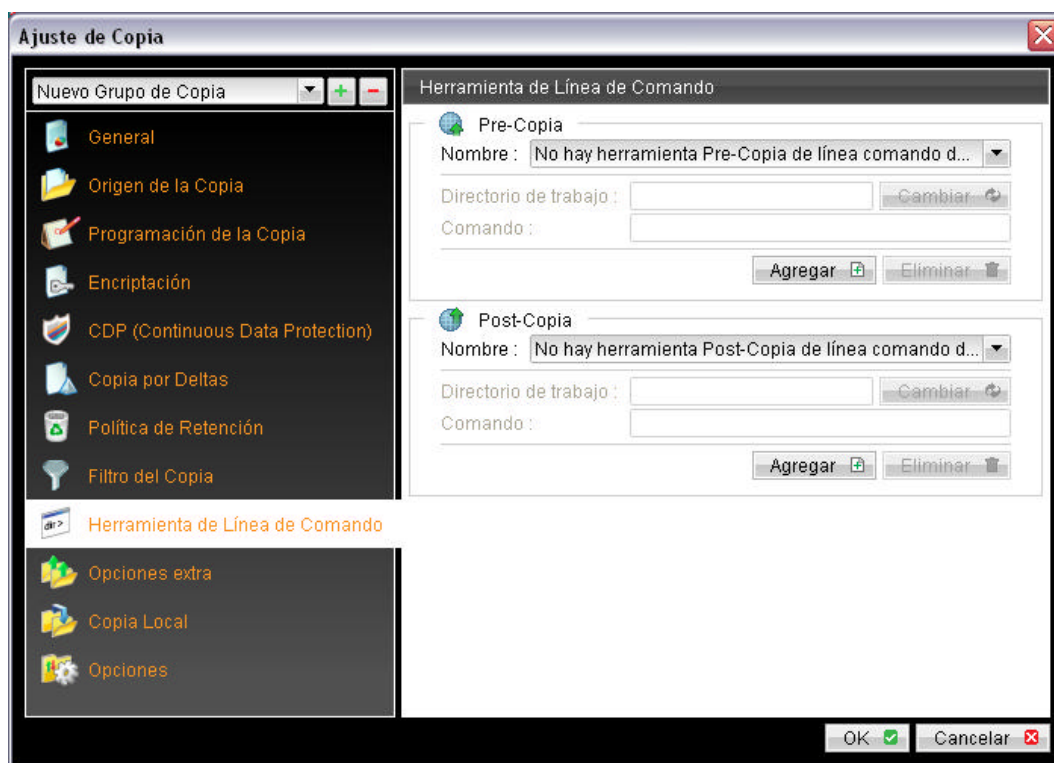 Ajuste de Copia
Nuevo Grupo de Copia
General
Origen de la Copia
Programación de la Copia
Encriptación
CDP (Continuous Data Protection)
Copia por Deltas
Política de Retención
Filtro del Copia
dir>
Herramienta de Línea de Comando
Opciones extra
Copia Local
Opciones
Herramienta de Línea de Comando
Pre-Copia
Nombre : No hay herramienta Pre-Copia de línea comando d...
Directorio de trabajo : Cambiar
Comando :
Agregar Eliminar
Post-Copia
Nombre : No hay herramienta Post-Copia de línea comando d...
Directorio de trabajo : Cambiar
Comando :
Agregar Eliminar
OK Cancelar